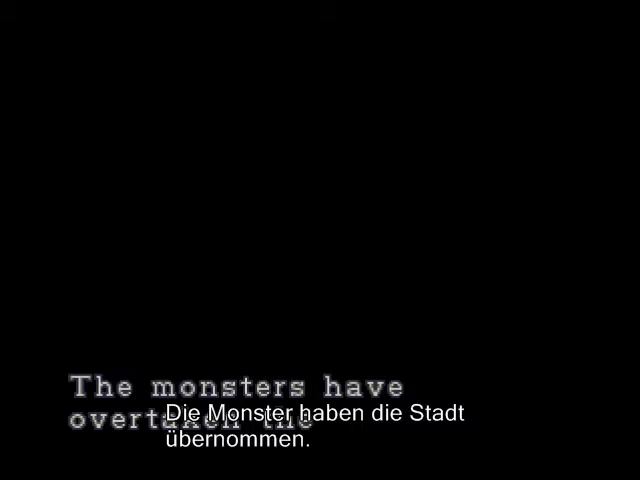 The monsters have
overtaken the
Die Monster haben die Stadt
übernommen.